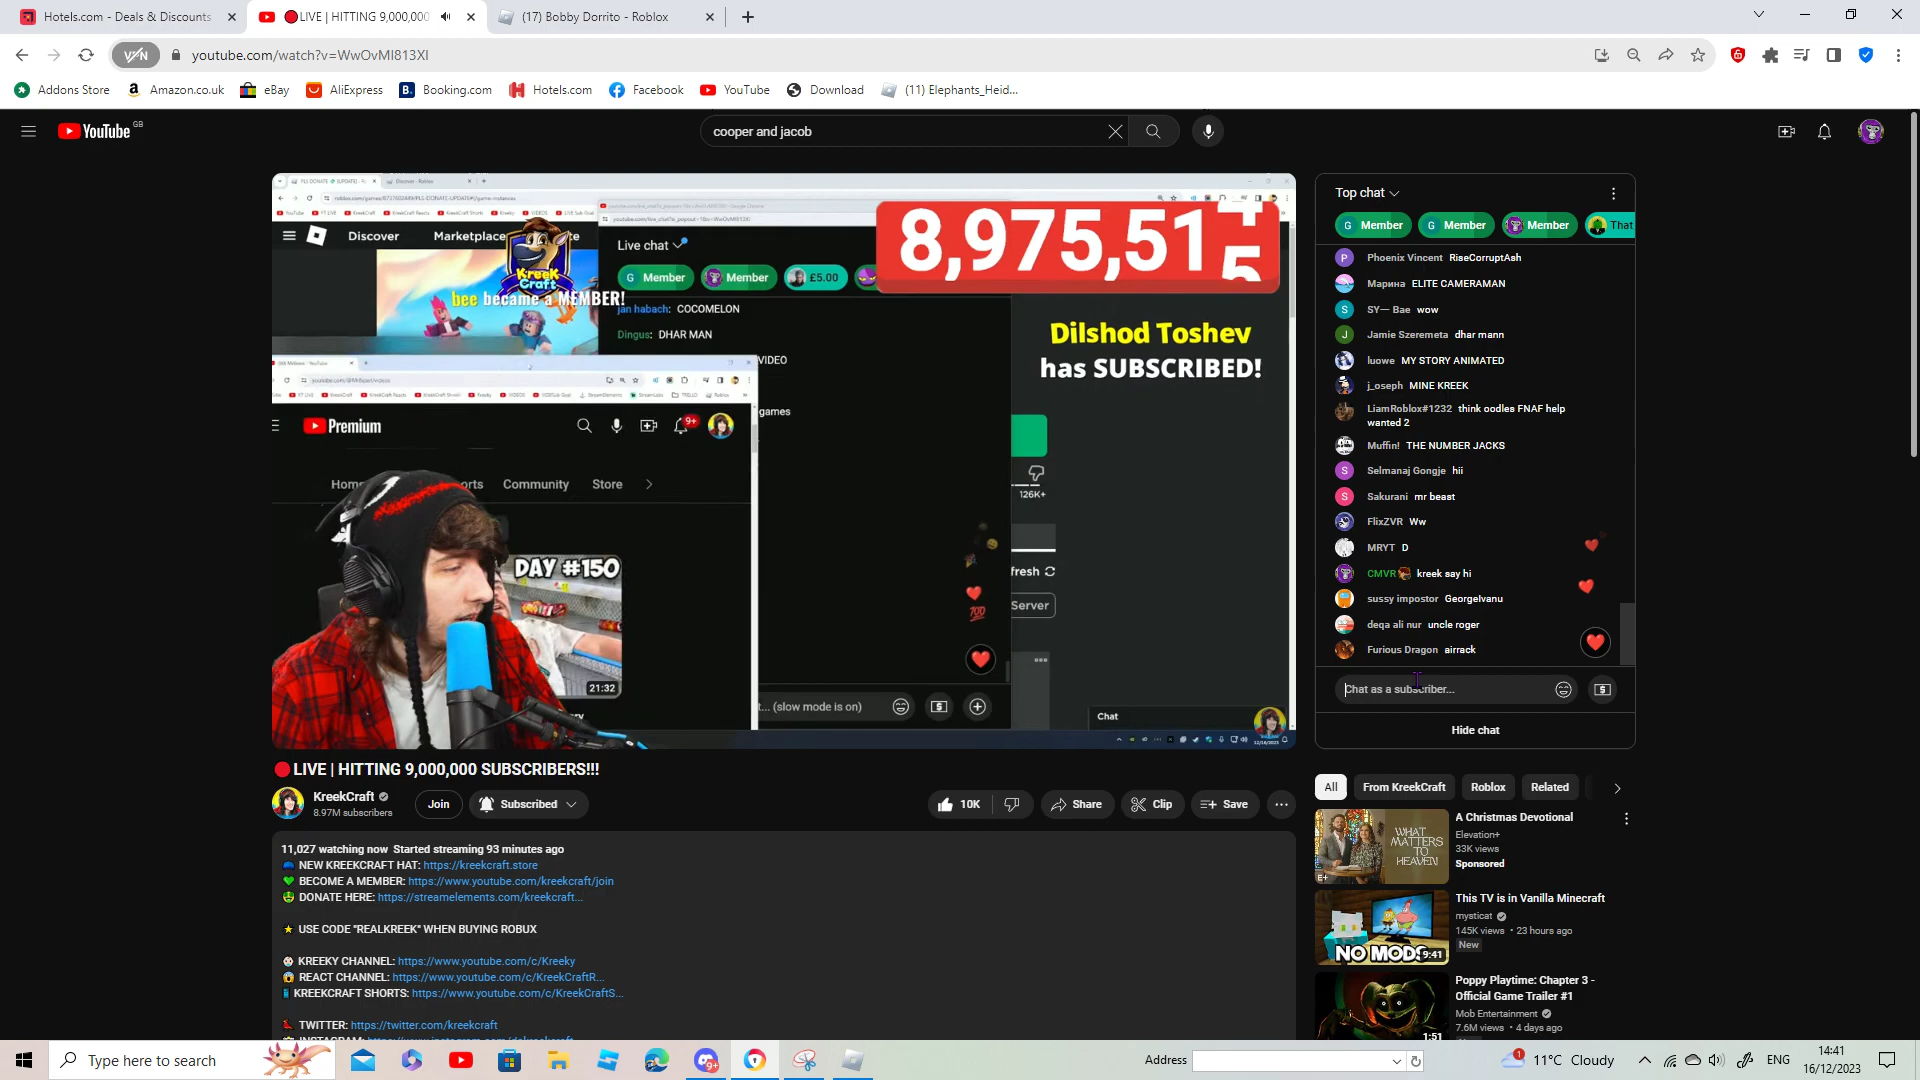 Hotels.com - Deals & Discounts
LIVE | HITTING 9,000,000
(17) Bobby Dorrito - Roblox
VPN
youtube.com/watch?v=WwOvMI813XI
Addons Store
Amazon.co.uk
eBay
AliExpress
Booking.com
Hotels.com
Facebook
YouTube
Download
(11) Elephants_Heid...
YouTube GB
cooper and jacob
Discover
Marketplace
Kreek
Craft
bee became a MEMBER!
Live chat
Member
Member
£5.00
jan habach: COCOMELON
Dingus: DHAR MAN
VIDEO
games
8,975,51
Dilshod Toshev
has SUBSCRIBED!
126K+
fresh
Server
Premium
9+
Community
Store
DAY #150
21:32
t... (slow mode is on)
100
Chat
Top chat
Member
Member
Member
That
Phoenix Vincent RiseCorruptAsh
Марина ELITE CAMERAMAN
SY— Bae wow
Jamie Szeremeta dhar mann
luowe MY STORY ANIMATED
j_oseph MINE KREEK
LiamRoblox#1232 think oodles FNAF help
wanted 2
Muffin! THE NUMBER JACKS
Selmanaj Gongje hii
Sakurani mr beast
FlixZVR Ww
MRYT D
CMVR kreek say hi
sussy impostor GeorgeIvanu
deqa ali nur uncle roger
Furious Dragon airrack
Chat as a subscriber...
Hide chat
LIVE | HITTING 9,000,000 SUBSCRIBERS!!!
KreekCraft
8.97M subscribers
Join
Subscribed
10K
Share
Clip
Save
11,027 watching now Started streaming 93 minutes ago
NEW KREEKCRAFT HAT: https://kreekcraft.store
BECOME A MEMBER: https://www.youtube.com/kreekcraft/join
DONATE HERE: https://streamelements.com/kreekcraft...
USE CODE "REALKREEK" WHEN BUYING ROBUX
KREEKY CHANNEL: https://www.youtube.com/c/Kreeky
REACT CHANNEL: https://www.youtube.com/c/KreekCraftR...
KREEKCRAFT SHORTS: https://www.youtube.com/c/KreekCraftS...
TWITTER: https://twitter.com/kreekcraft
All
From KreekCraft
Roblox
Related
WHAT
MATTERS
TO
HEAVEN
E+
A Christmas Devotional
Elevation+
33K views
Sponsored
NO MODS
9:41
This TV is in Vanilla Minecraft
mysticat
145K views • 23 hours ago
New
1:51
Poppy Playtime: Chapter 3 -
Official Game Trailer #1
Mob Entertainment
7.6M views • 4 days ago
Type here to search
Address
1
11°C Cloudy
ENG
14:41
16/12/2023